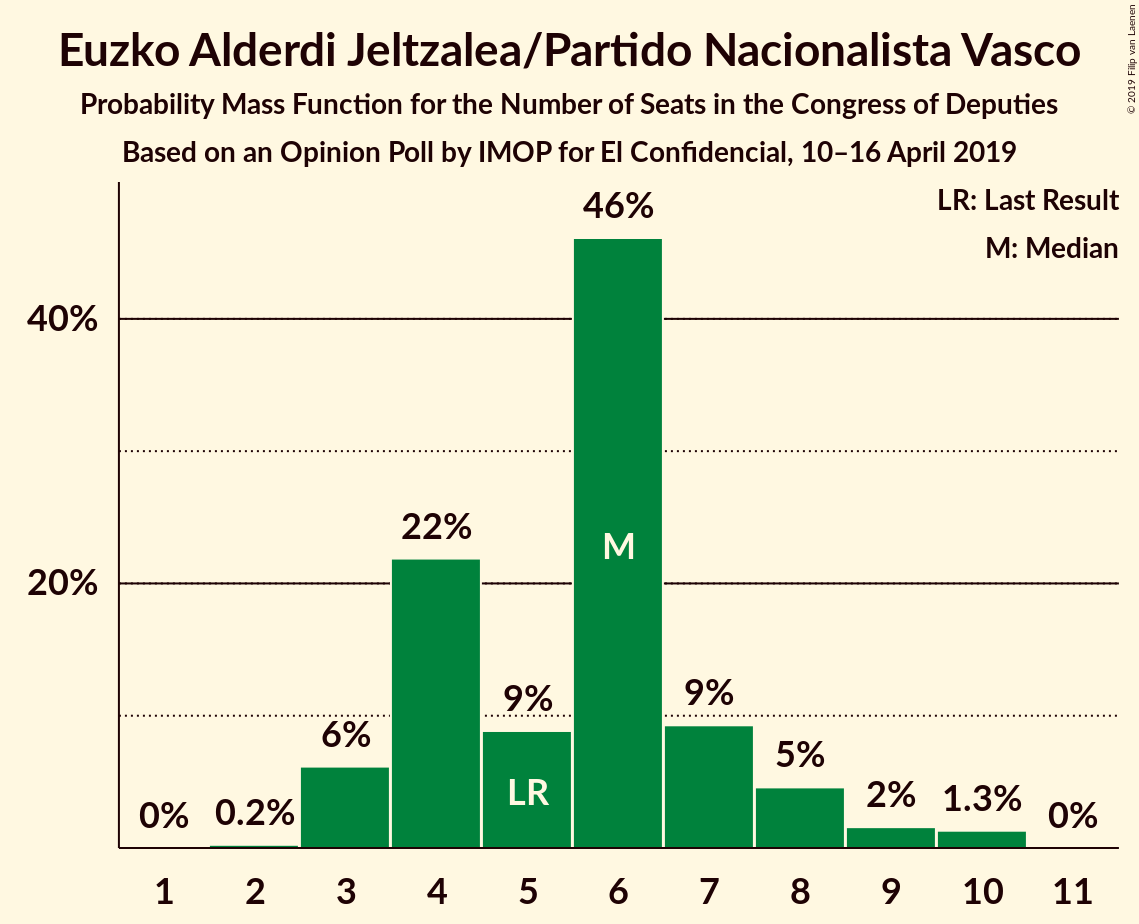 Euzko Alderdi Jeltzalea/Partido Nacionalista Vasco
Probability Mass Function for the Number of Seats in the Congress of Deputies
Based on an Opinion Poll by IMOP for El Confidencial, 10–16 April 2019
© 2019 Filip van Laenen
LR: Last Result
M: Median
40%
20%
0%
0.2%
6%
22%
9%
46%
9%
5%
2%
1.3%
0%
LR
M
1 2 3 4 5 6 7 8 9 10 11